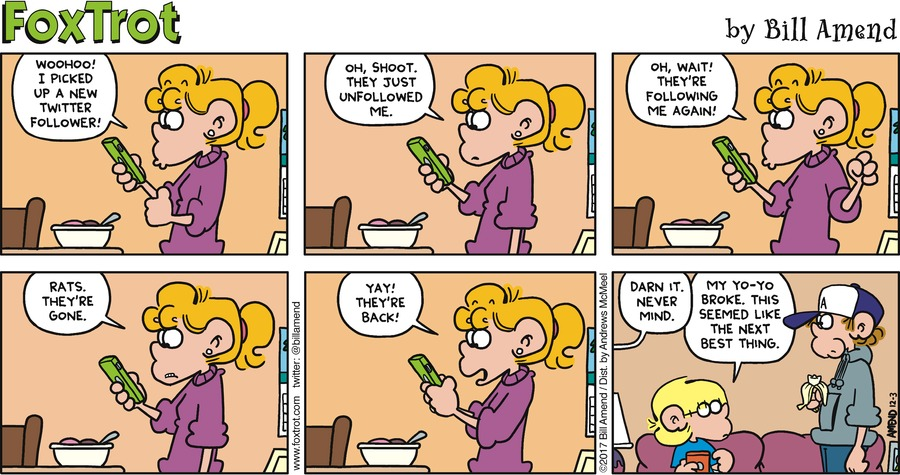 FoxTrot
by Bill Amend
WOOHOO!
I PICKED
UP A NEW
TWITTER
FOLLOWER!
OH, SHOOT.
THEY JUST
UNFOLLOWED
ME.
OH, WAIT!
THEY'RE
FOLLOWING
ME AGAIN!
RATS.
THEY'RE
GONE.
www.foxtrot.com twitter: @billamend
YAY!
THEY'RE
BACK!
©2017 Bill Amend / Dist. by Andrews McMeel
DARN IT.
NEVER
MIND.
MY YO-YO
BROKE. THIS
SEEMED LIKE
THE NEXT
BEST THING.
A
AMEND 12-3